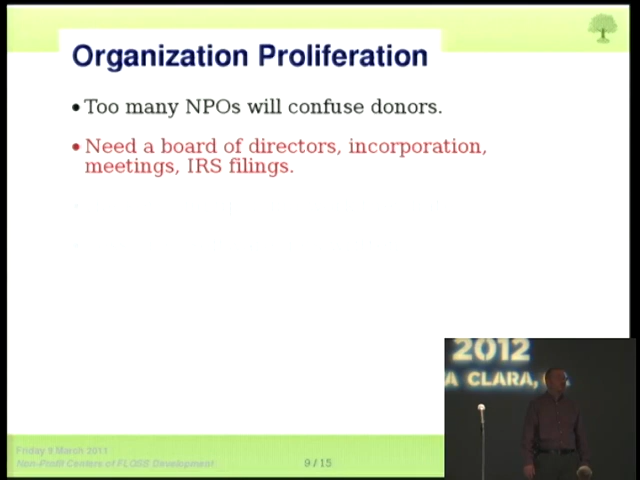 Organization Proliferation
• Too many NPOs will confuse donors.
• Need a board of directors, incorporation,
meetings, IRS filings.
2012
A CLARA,
Friday 9 March 2011
Non-Profit Centers of FLOSS Development
9 / 15